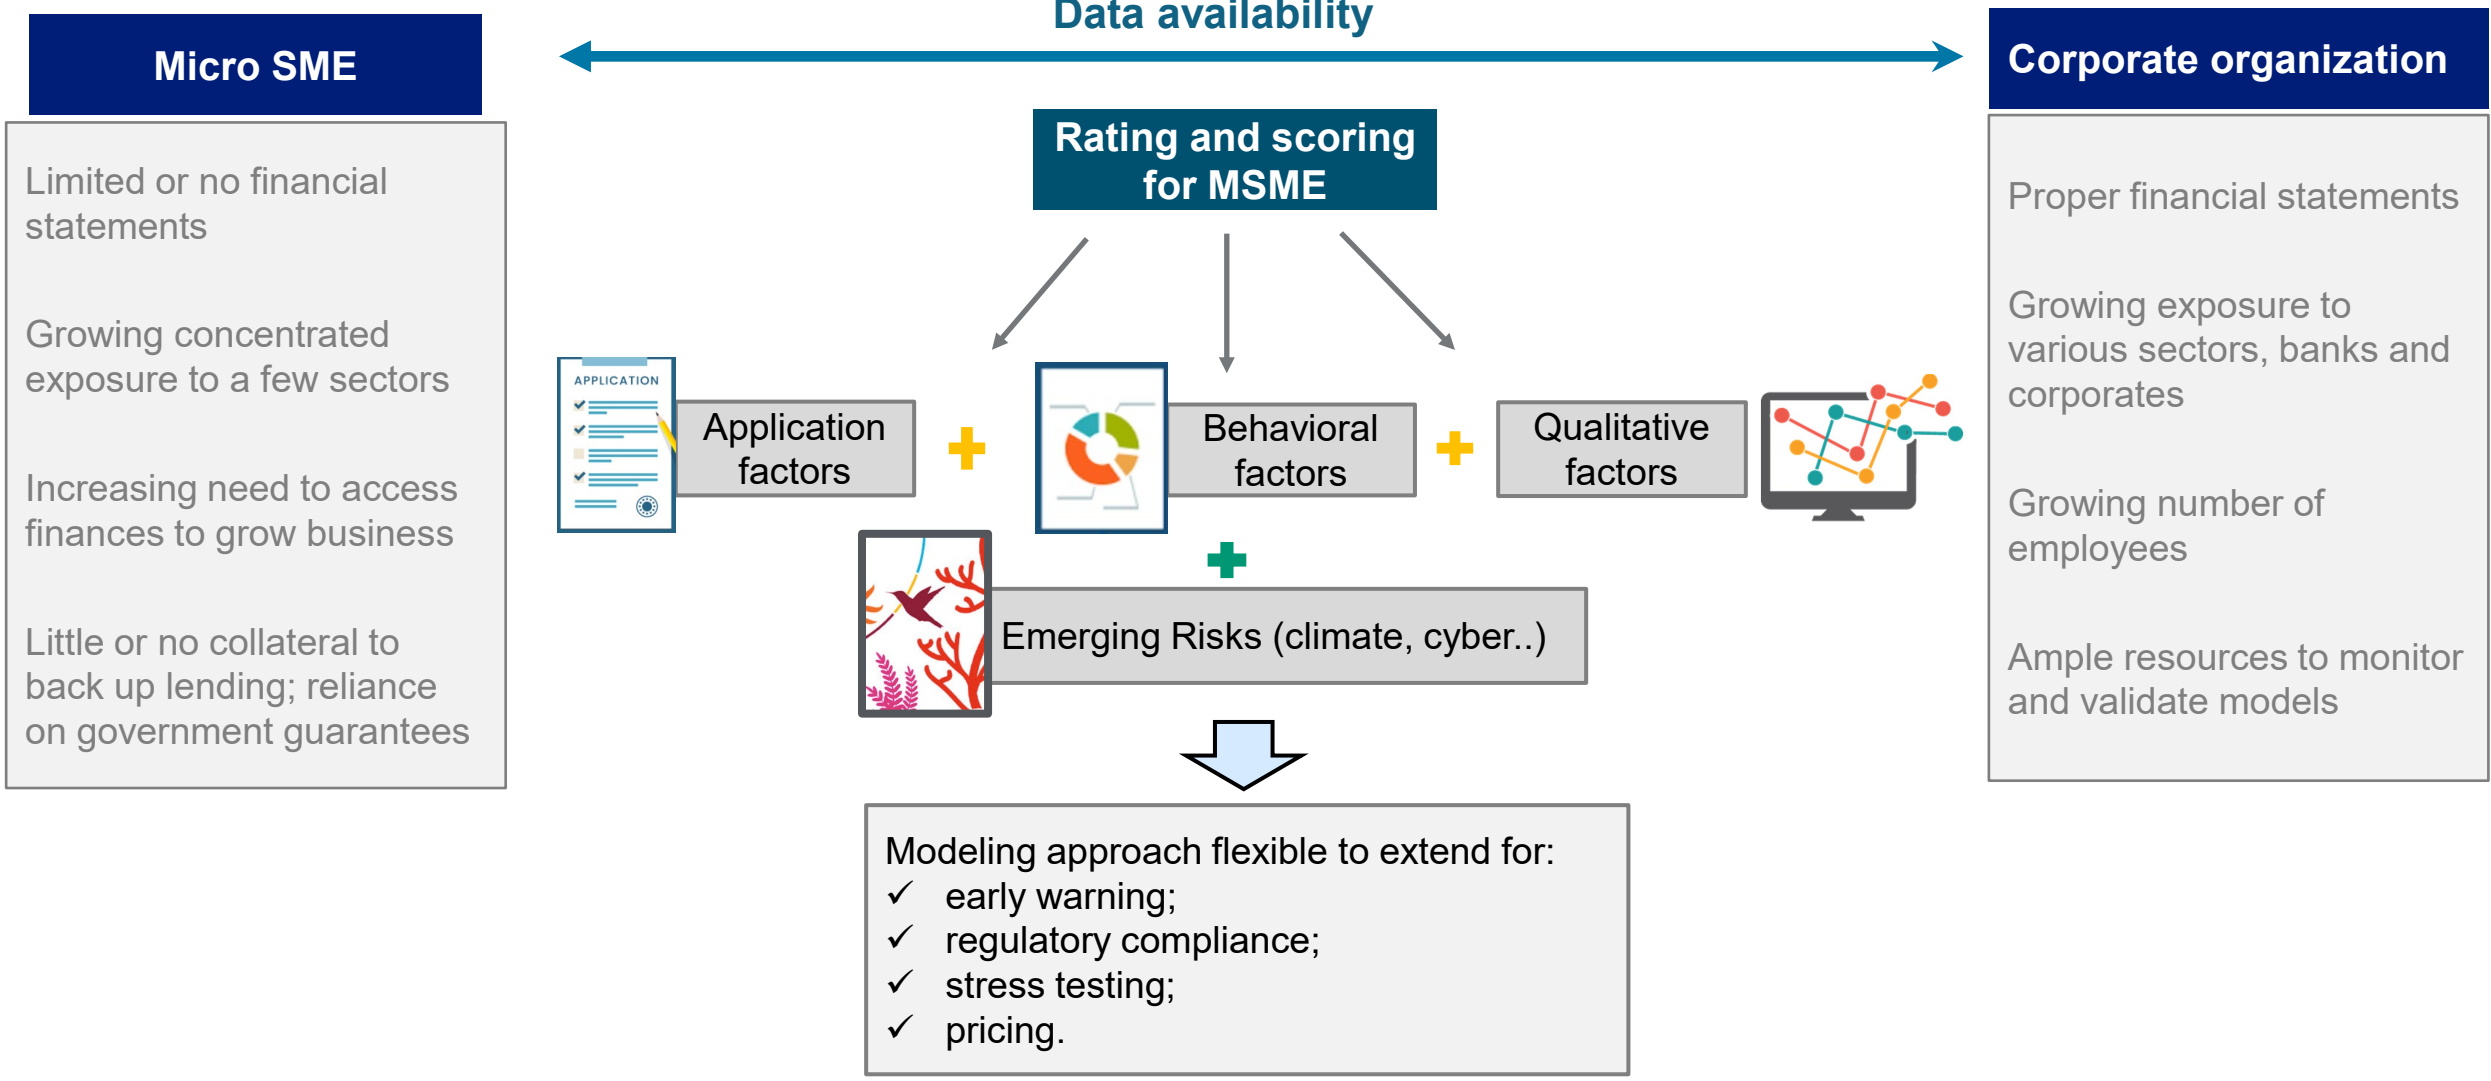 Data availability
Micro SME
Limited or no financial
statements
Growing concentrated
exposure to a few sectors
Increasing need to access
finances to grow business
Little or no collateral to
back up lending; reliance
on government guarantees
Rating and scoring
for MSME
APPLICATION
Application
factors
Behavioral
factors
Qualitative
factors
Emerging Risks (climate, cyber..)
Modeling approach flexible to extend for:
✓ early warning;
✓ regulatory compliance;
✓ stress testing;
✓ pricing.
Corporate organization
Proper financial statements
Growing exposure to
various sectors, banks and
corporates
Growing number of
employees
Ample resources to monitor
and validate models